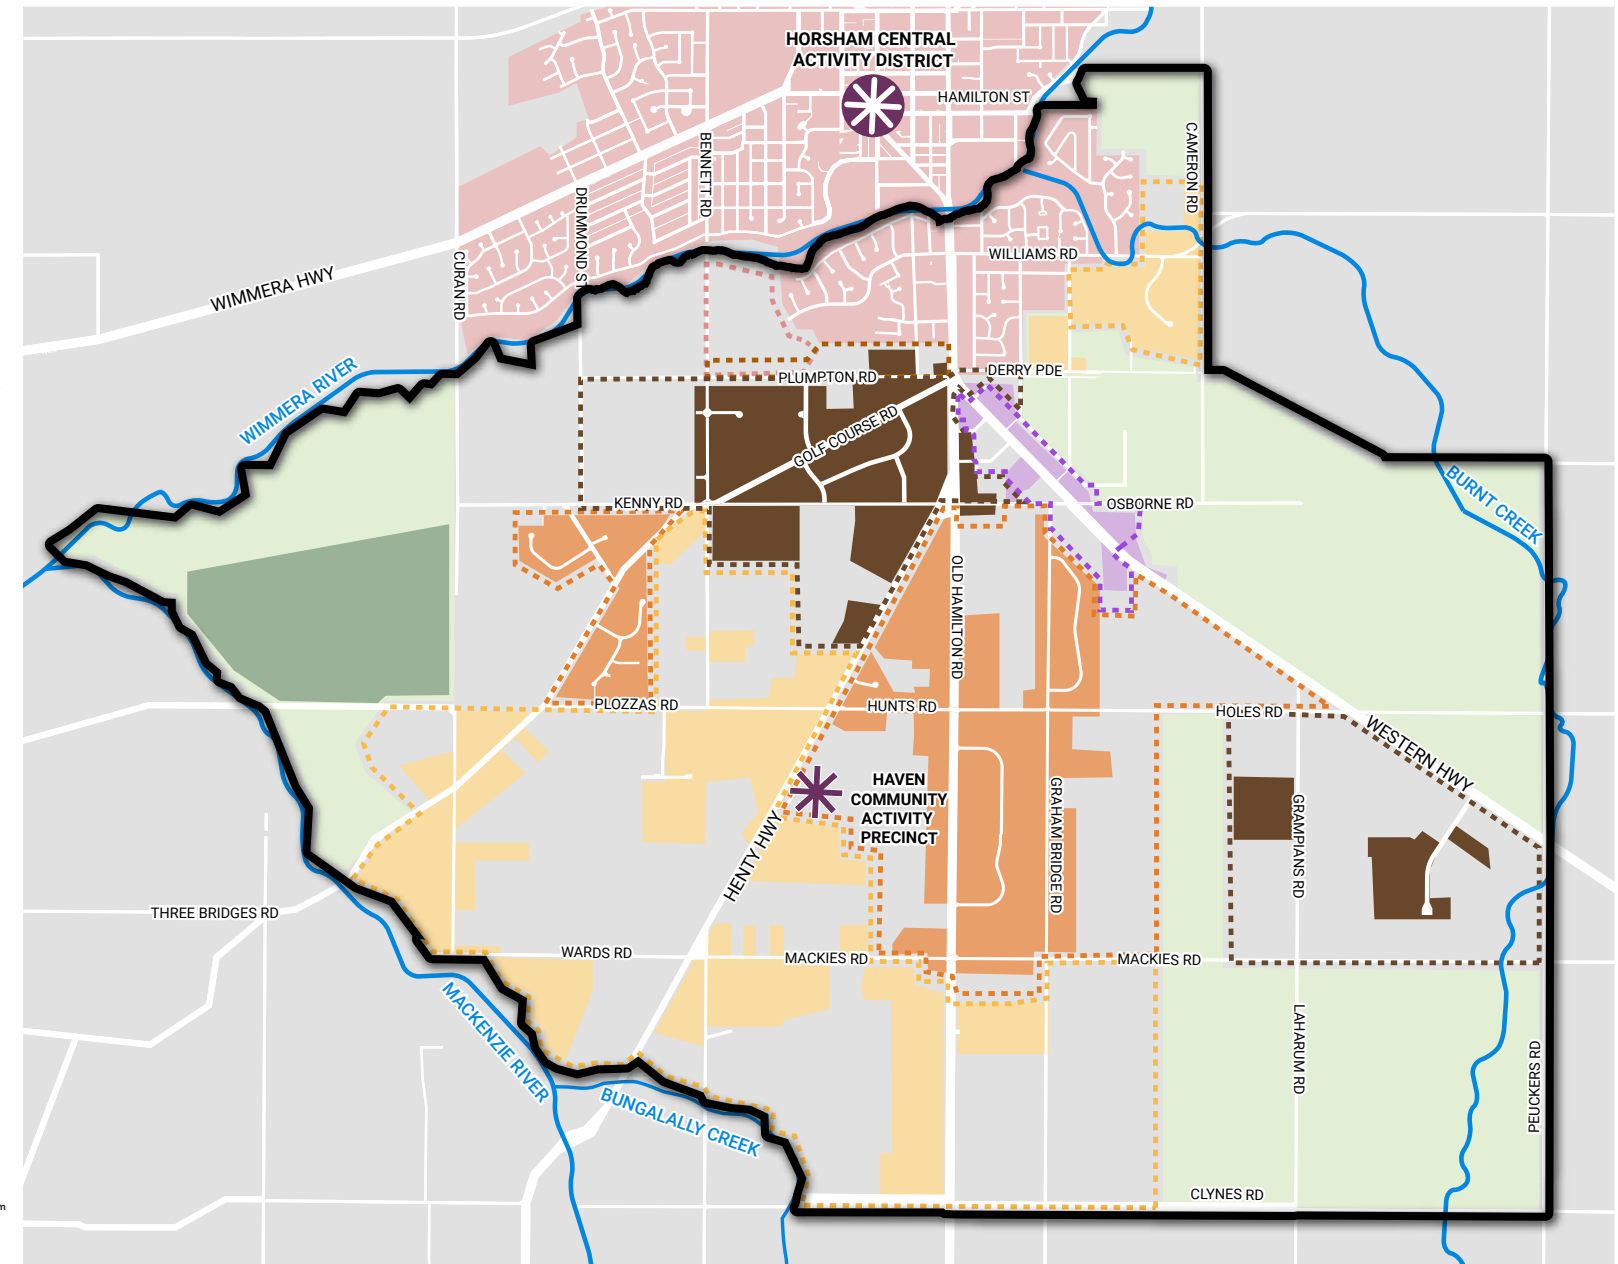 HORSHAM CENTRAL
ACTIVITY DISTRICT
HAMILTON ST
CAMERON RD
BENNETT RD
DRUMMOND ST
CURAN RD
WIMMERA HWY
WILLIAMS RD
WIMMERA RIVER
PLUMPTON RD
DERRY PDE
GOLF COURSE RD
KENNY RD
OSBORNE RD
BURNT CREEK
OLD HAMILTON RD
PLOZZAS RD
HUNTS RD
HOLES RD
WESTERN HWY
HAVEN
COMMUNITY
ACTIVITY
PRECINCT
HENTY HWY
GRAHAM BRIDGE RD
GRAMPIANS RD
THREE BRIDGES RD
WARDS RD
MACKIES RD
MACKIES RD
MACKENZIE RIVER
BUNGALALLY CREEK
LAHARUM RD
PEUCKERS RD
CLYNES RD
m